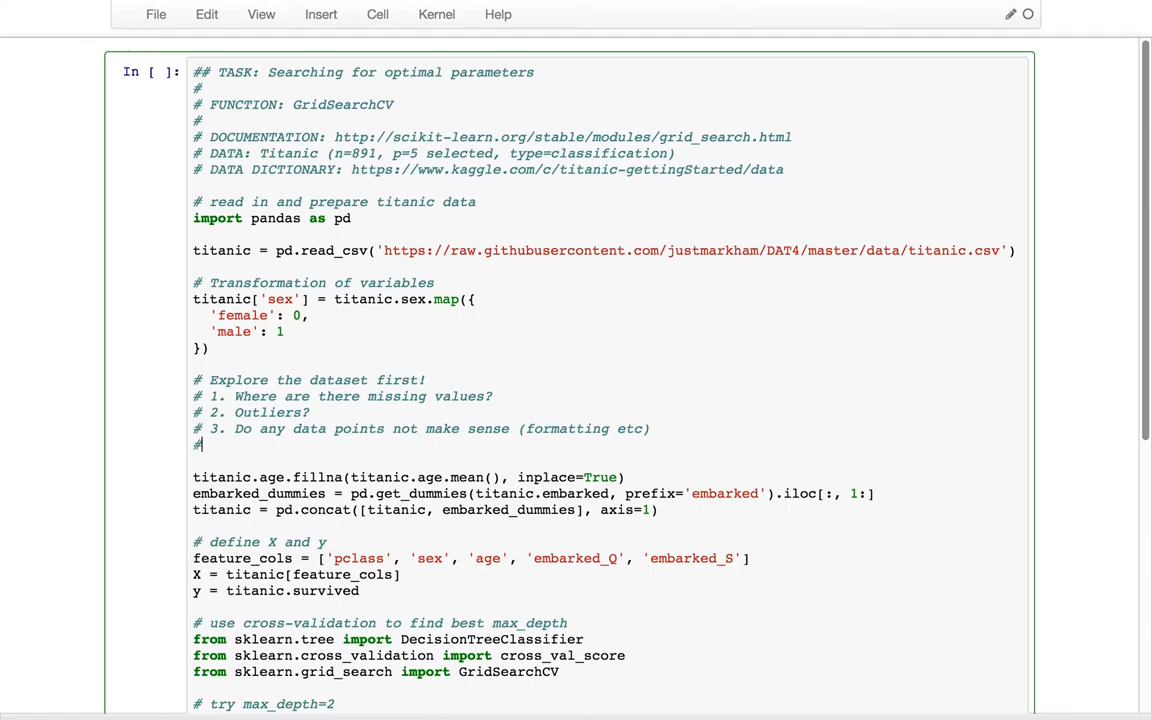 File Edit View Insert Cell Kernel Help
In [ ]:
## TASK: Searching for optimal parameters
#
# FUNCTION: GridSearchCV
#
# DOCUMENTATION: http://scikit-learn.org/stable/modules/grid_search.html
# DATA: Titanic (n=891, p=5 selected, type=classification)
# DATA DICTIONARY: https://www.kaggle.com/c/titanic-gettingStarted/data
# read in and prepare titanic data
import pandas as pd
titanic = pd.read_csv('https://raw.githubusercontent.com/justmarkham/DAT4/master/data/titanic.csv')
# Transformation of variables
titanic['sex'] = titanic.sex.map({
'female': 0,
'male': 1
})
# Explore the dataset first!
# 1. Where are there missing values?
# 2. Outliers?
# 3. Do any data points not make sense (formatting etc)
#
titanic.age.fillna(titanic.age.mean(), inplace=True)
embarked_dummies = pd.get_dummies(titanic.embarked, prefix='embarked').iloc[:, 1:]
titanic = pd.concat([titanic, embarked_dummies], axis=1)
# define X and y
feature_cols = ['pclass', 'sex', 'age', 'embarked_Q', 'embarked_S']
X = titanic[feature_cols]
y = titanic.survived
# use cross-validation to find best max_depth
from sklearn.tree import DecisionTreeClassifier
from sklearn.cross_validation import cross_val_score
from sklearn.grid_search import GridSearchCV
# try max_depth=2